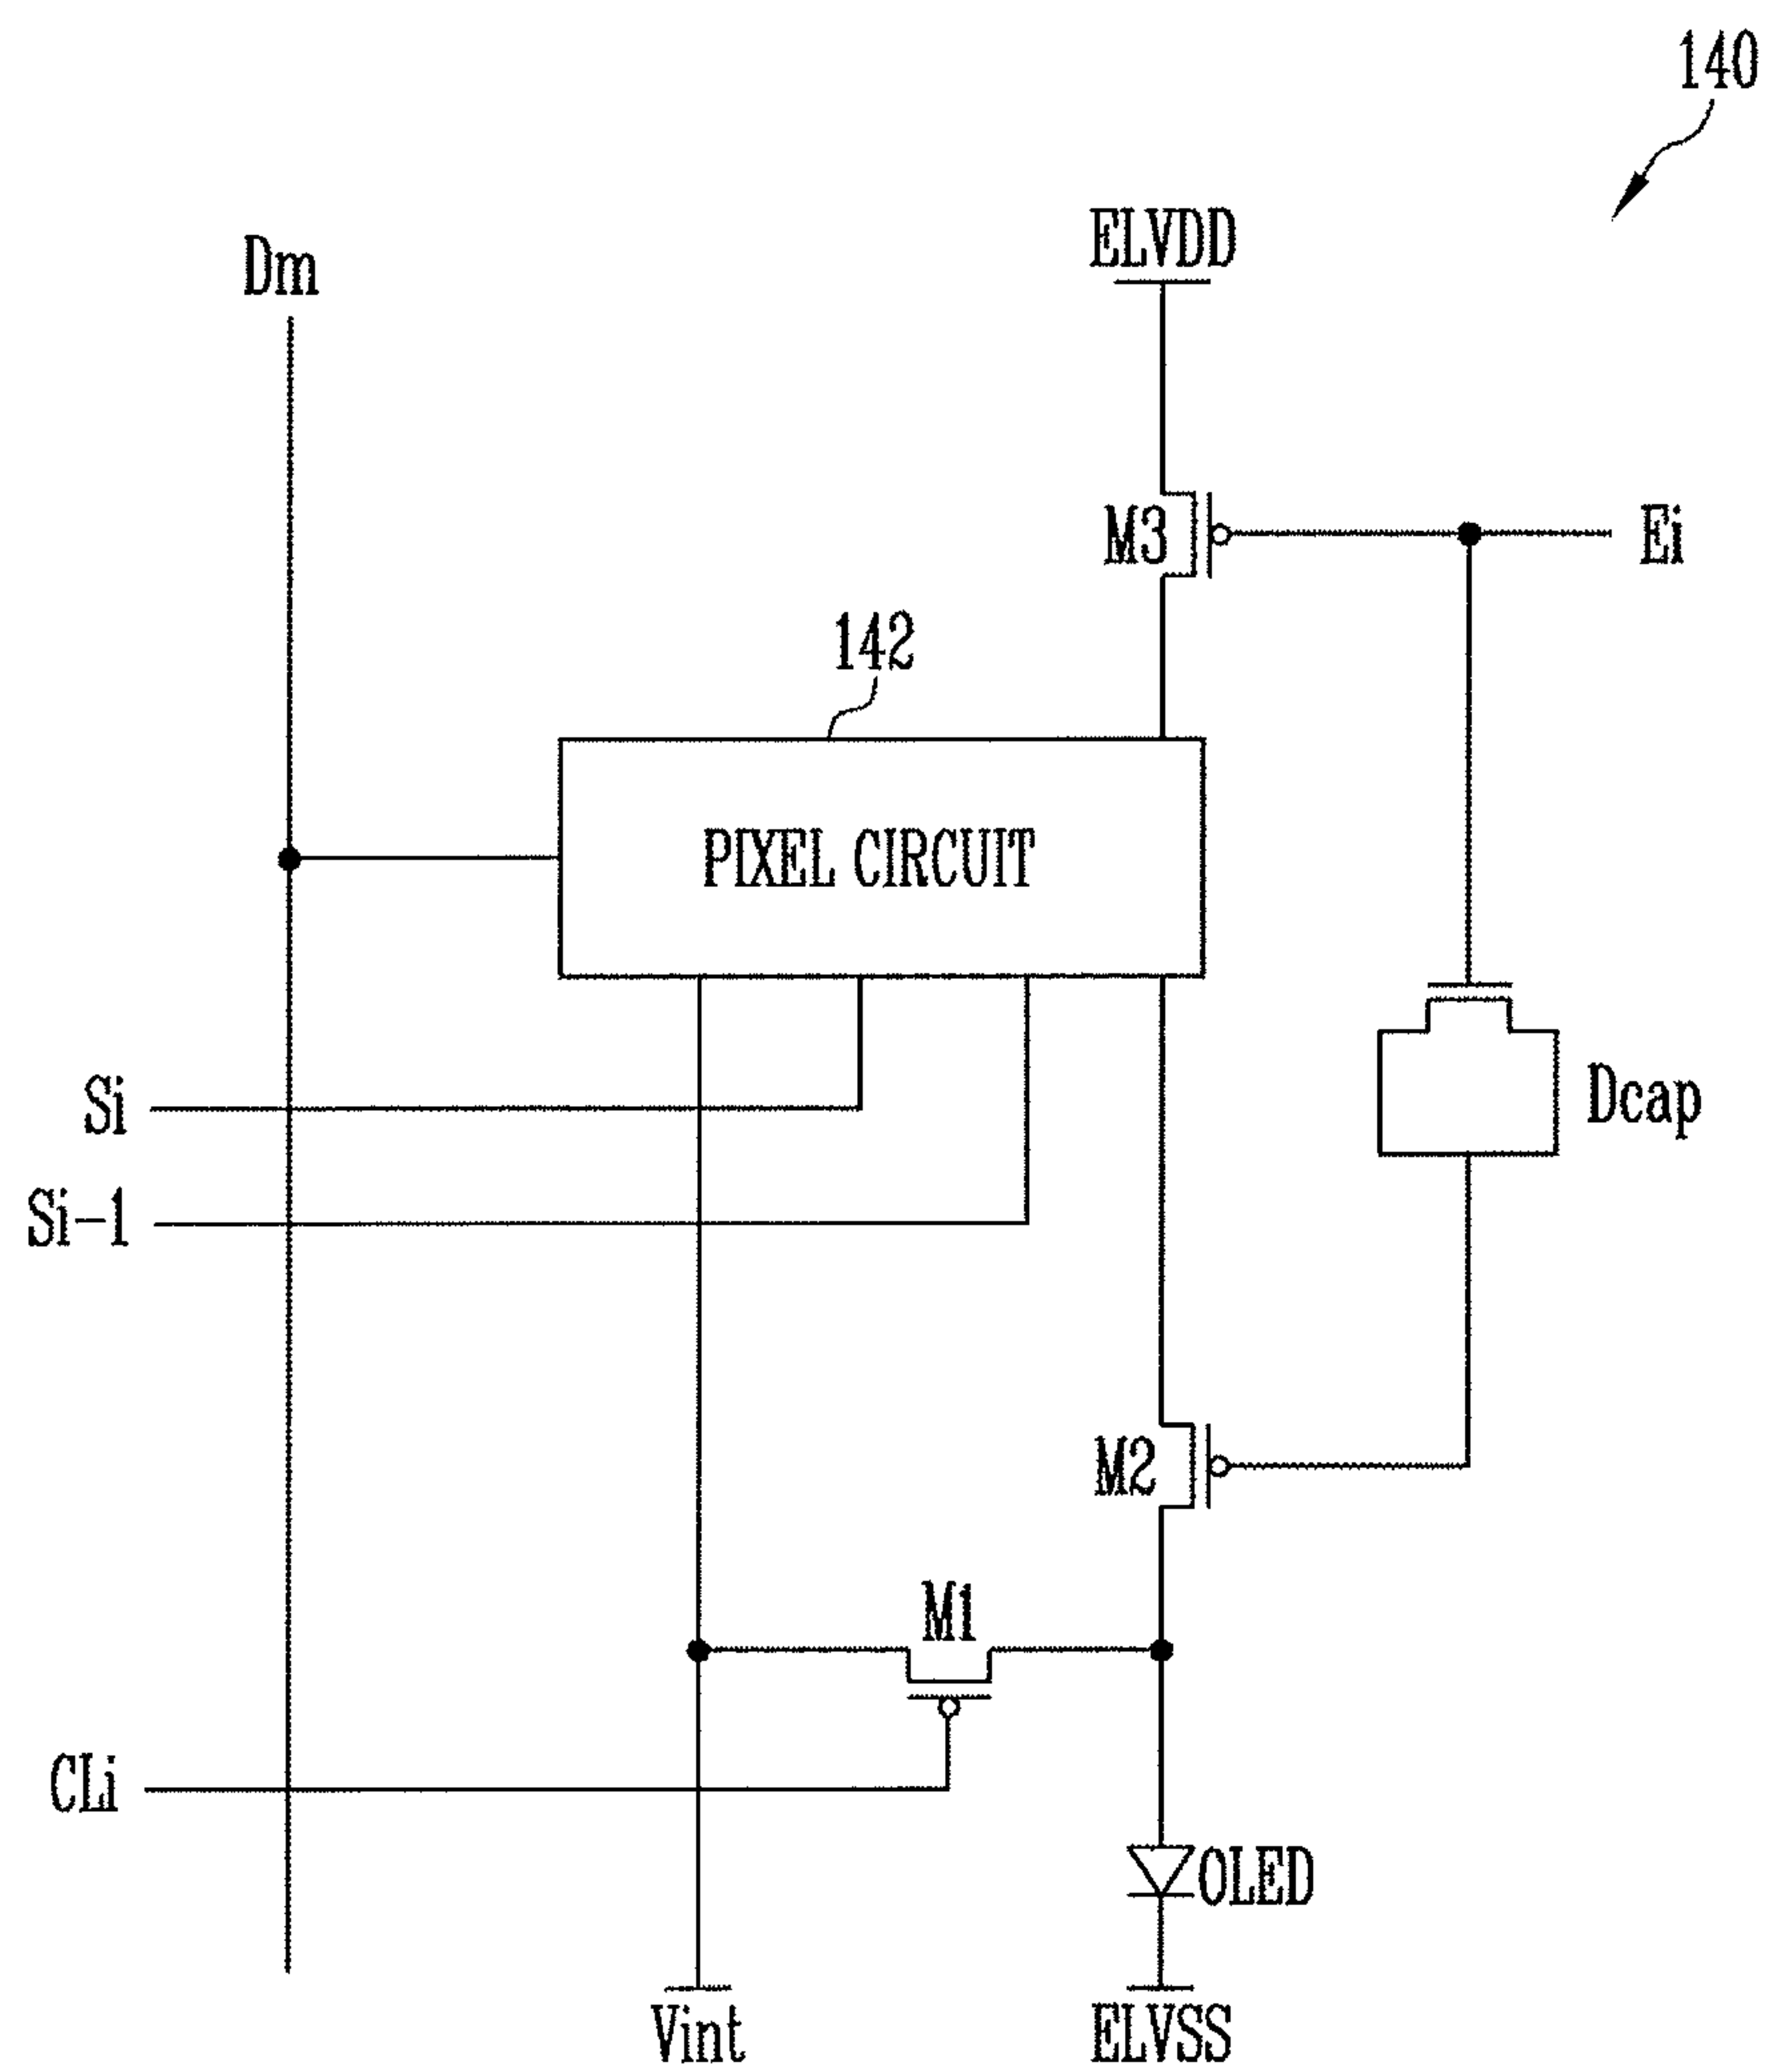 140
ELVDD
Dm
M3
Ei
142
PIXEL CIRCUIT
Si
Dcap
Si-1
M2
M1
CLi
OLED
Vint
ELVSS